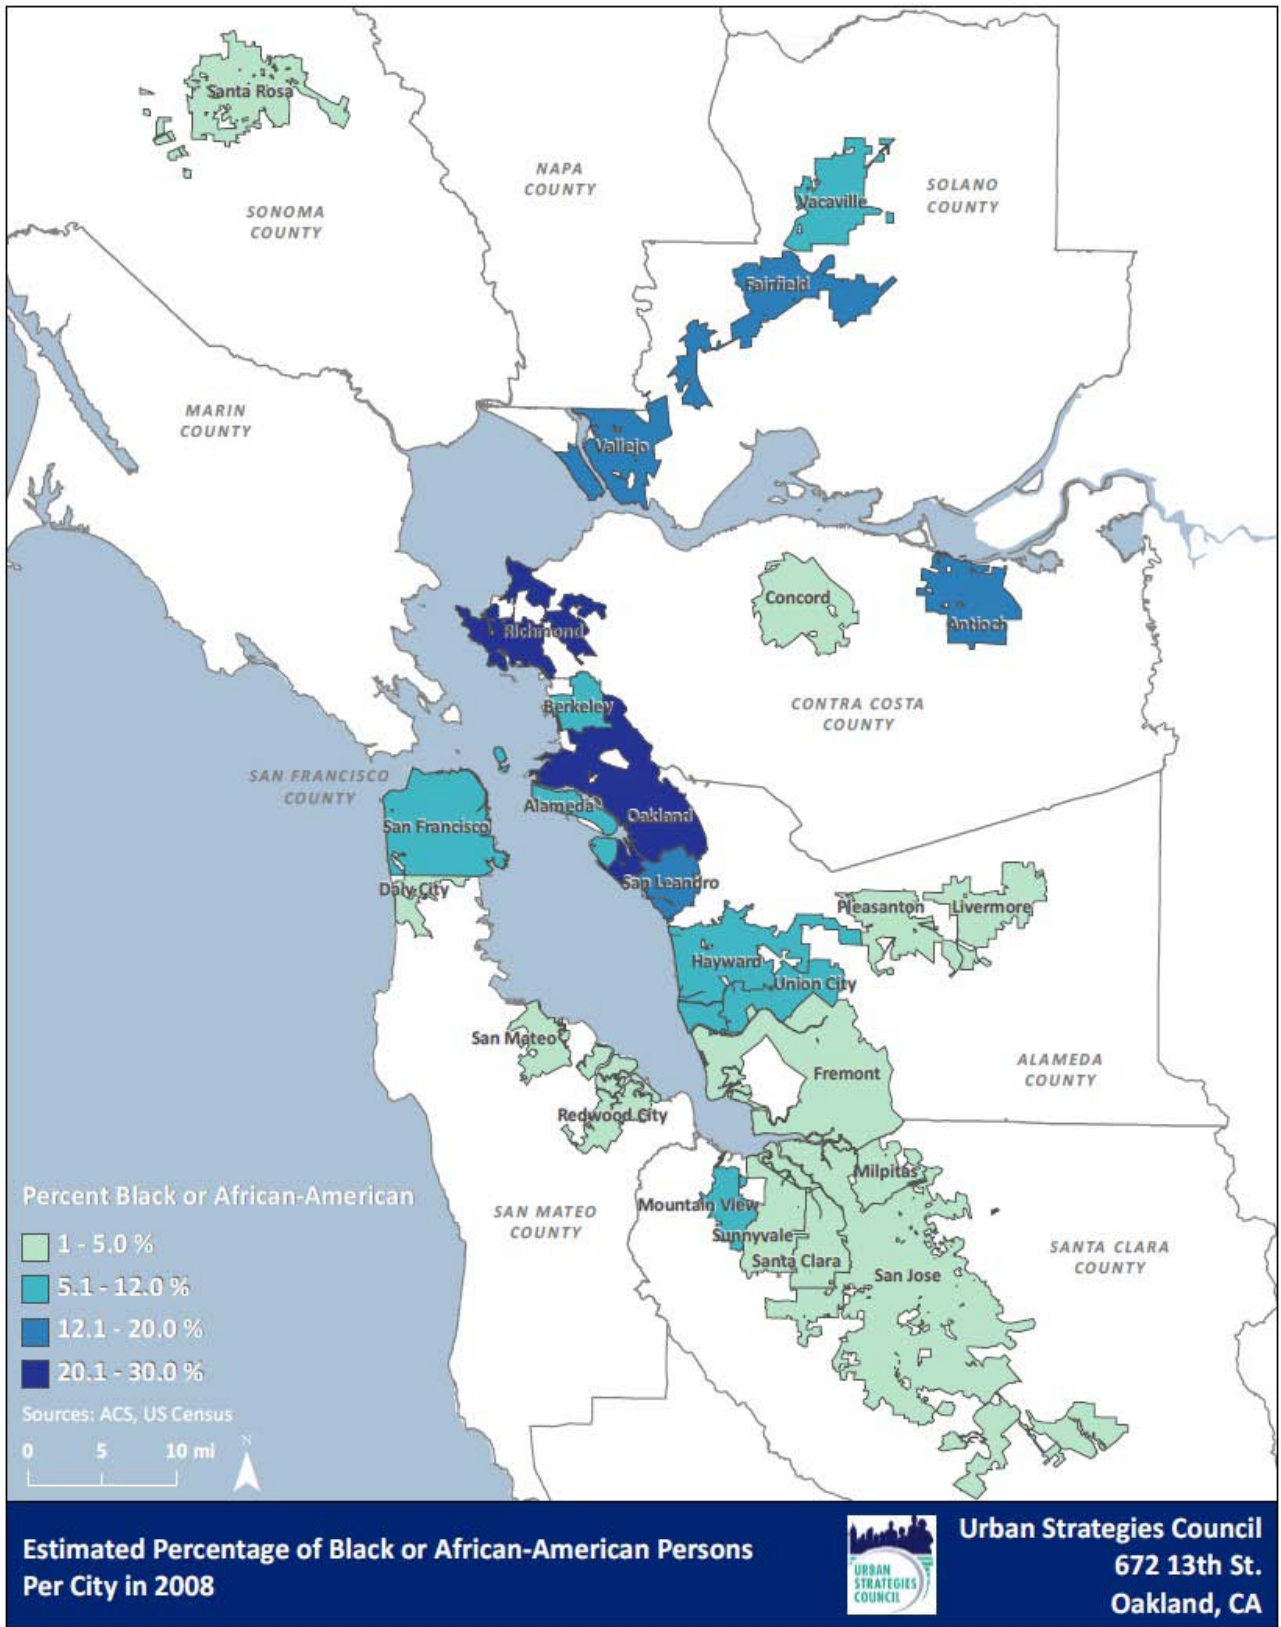 Santa Rosa
NAPA
COUNTY
SOLANO
COUNTY
Vacaville
SONOMA
COUNTY
Fairfield
MARIN
COUNTY
Vallejo
Concord
Antioch
Richmond
Berkeley
CONTRA COSTA
COUNTY
SAN FRANCISCO
COUNTY
Alameda
Oakland
San Francisco
San Leandro
Daly City
Pleasanton
Livermore
Hayward
Union City
San Mateo
Fremont
ALAMEDA
COUNTY
Redwood City
Milpitas
Mountain View
SAN MATEO
COUNTY
Sunnyvale
Santa Clara
San Jose
SANTA CLARA
COUNTY
Percent Black or African-American
1 - 5.0 %
5.1 - 12.0 %
12.1 - 20.0 %
20.1 - 30.0 %
Sources: ACS, US Census
0 5 10 mi
N
Estimated Percentage of Black or African-American Persons
Per City in 2008
URBAN
STRATEGIES
COUNCIL
Urban Strategies Council
672 13th St.
Oakland, CA